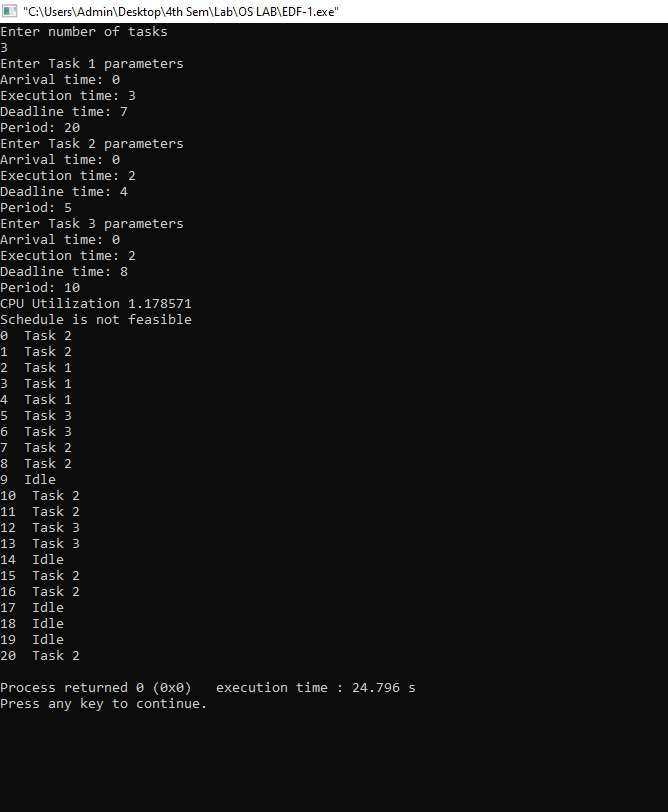 "C:\Users\Admin\Desktop\4th Sem\Lab\OS LAB\EDF-1.exe"
Enter number of tasks
3
Enter Task 1 parameters
Arrival time: 0
Execution time: 3
Deadline time: 7
Period: 20
Enter Task 2 parameters
Arrival time: 0
Execution time: 2
Deadline time: 4
Period: 5
Enter Task 3 parameters
Arrival time: 0
Execution time: 2
Deadline time: 8
Period: 10
CPU Utilization 1.178571
Schedule is not feasible
0  Task 2
1  Task 2
2  Task 1
3  Task 1
4  Task 1
5  Task 3
6  Task 3
7  Task 2
8  Task 2
9  Idle
10  Task 2
11  Task 2
12  Task 3
13  Task 3
14  Idle
15  Task 2
16  Task 2
17  Idle
18  Idle
19  Idle
20  Task 2
Process returned 0 (0x0)   execution time : 24.796 s
Press any key to continue.